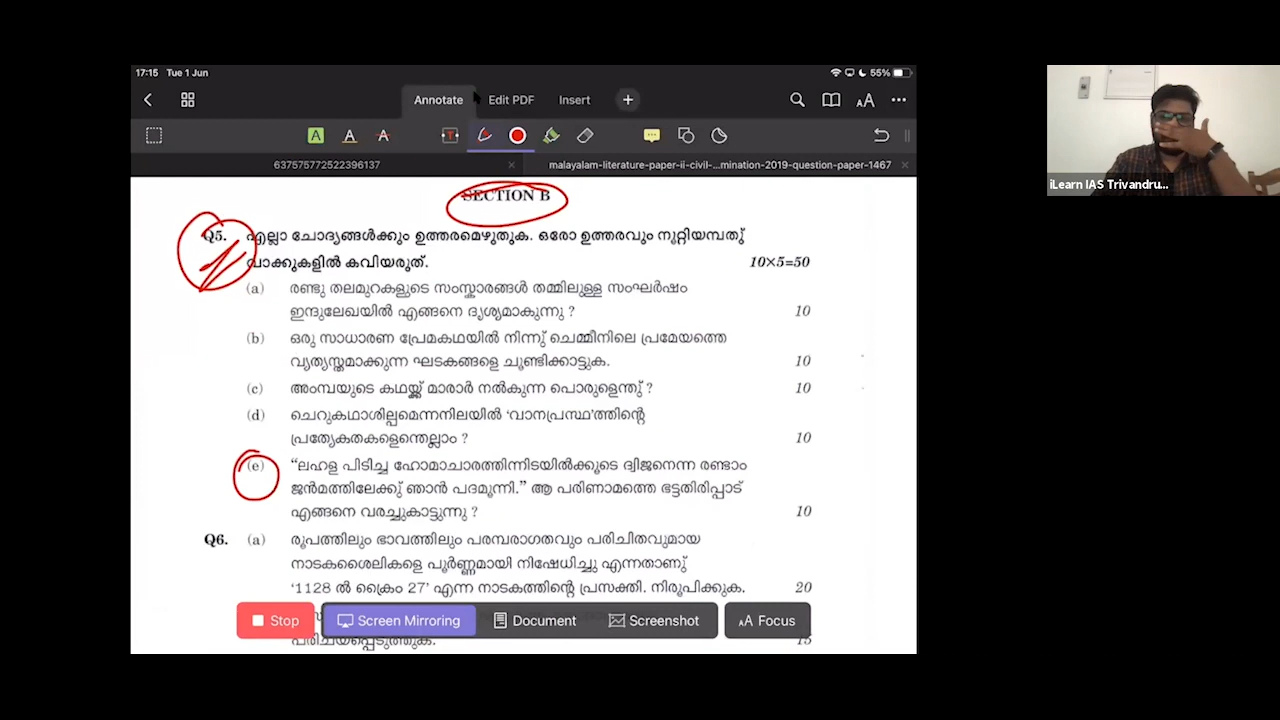 17:15 Tue 1 Jun
55%
Annotate Edit PDF Insert
637575772522396137
malayalam-literature-paper-ii-civil-...mination-2019-question-paper-1467
SECTION B
Q5. എല്ലാ ചോദ്യങ്ങൾക്കും ഉത്തരമെഴുതുക. ഒരോ ഉത്തരവും നൂറ്റിയമ്പതു്
വാക്കുകളിൽ കവിയരുത്. 10×5=50
(a) രണ്ടു തലമുറകളുടെ സംസ്കാരങ്ങൾ തമ്മിലുള്ള സംഘർഷം
ഇന്ദുലേഖയിൽ എങ്ങനെ ദൃശ്യമാകുന്നു ? 10
(b) ഒരു സാധാരണ പ്രേമകഥയിൽ നിന്നു് ചെമ്മീനിലെ പ്രമേയത്തെ
വ്യത്യസ്തമാക്കുന്ന ഘടകങ്ങളെ ചൂണ്ടിക്കാട്ടുക. 10
(c) അംമ്പയുടെ കഥയ്ക്ക് മാരാർ നൽകുന്ന പൊരുളെന്തു് ? 10
(d) ചെറുകഥാശില്പമെന്നനിലയിൽ ‘വാനപ്രസ്ഥ’ത്തിന്റെ
പ്രത്യേകതകളെന്തെല്ലാം ? 10
(e) “ലഹള പിടിച്ച ഹോമാചാരത്തിന്നിടയിൽക്കൂടെ ദ്വിജനെന്ന രണ്ടാം
ജൻമത്തിലേക്കു് ഞാൻ പദമൂന്നി.” ആ പരിണാമത്തെ ഭട്ടതിരിപ്പാട്
എങ്ങനെ വരച്ചുകാട്ടുന്നു ? 10
Q6. (a) രൂപത്തിലും ഭാവത്തിലും പരമ്പരാഗതവും പരിചിതവുമായ
നാടകശൈലികളെ പൂർണ്ണമായി നിഷേധിച്ചു എന്നതാണു്
‘1128 ൽ ക്രൈം 27’ എന്ന നാടകത്തിന്റെ പ്രസക്തി. നിരൂപിക്കുക. 20
Stop Screen Mirroring Document Screenshot Focus
പരിചയപ്പെടുത്തുക. 15
iLearn IAS Trivandru...